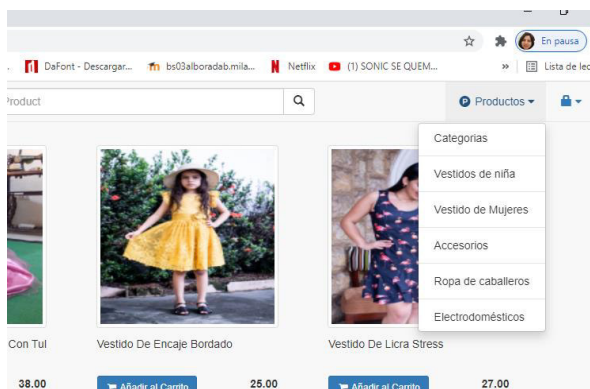 En pausa
DaFont - Descargar... bs03alboradab.mila... Netflix (1) SONIC SE QUEM... » Lista de lec
Product Productos
Categorias
Vestidos de niña
Vestido de Mujeres
Accesorios
Ropa de caballeros
Electrodomésticos
Con Tul Vestido De Encaje Bordado Vestido De Licra Stress
38.00 Añadir al Carrito 25.00 Añadir al Carrito 27.00